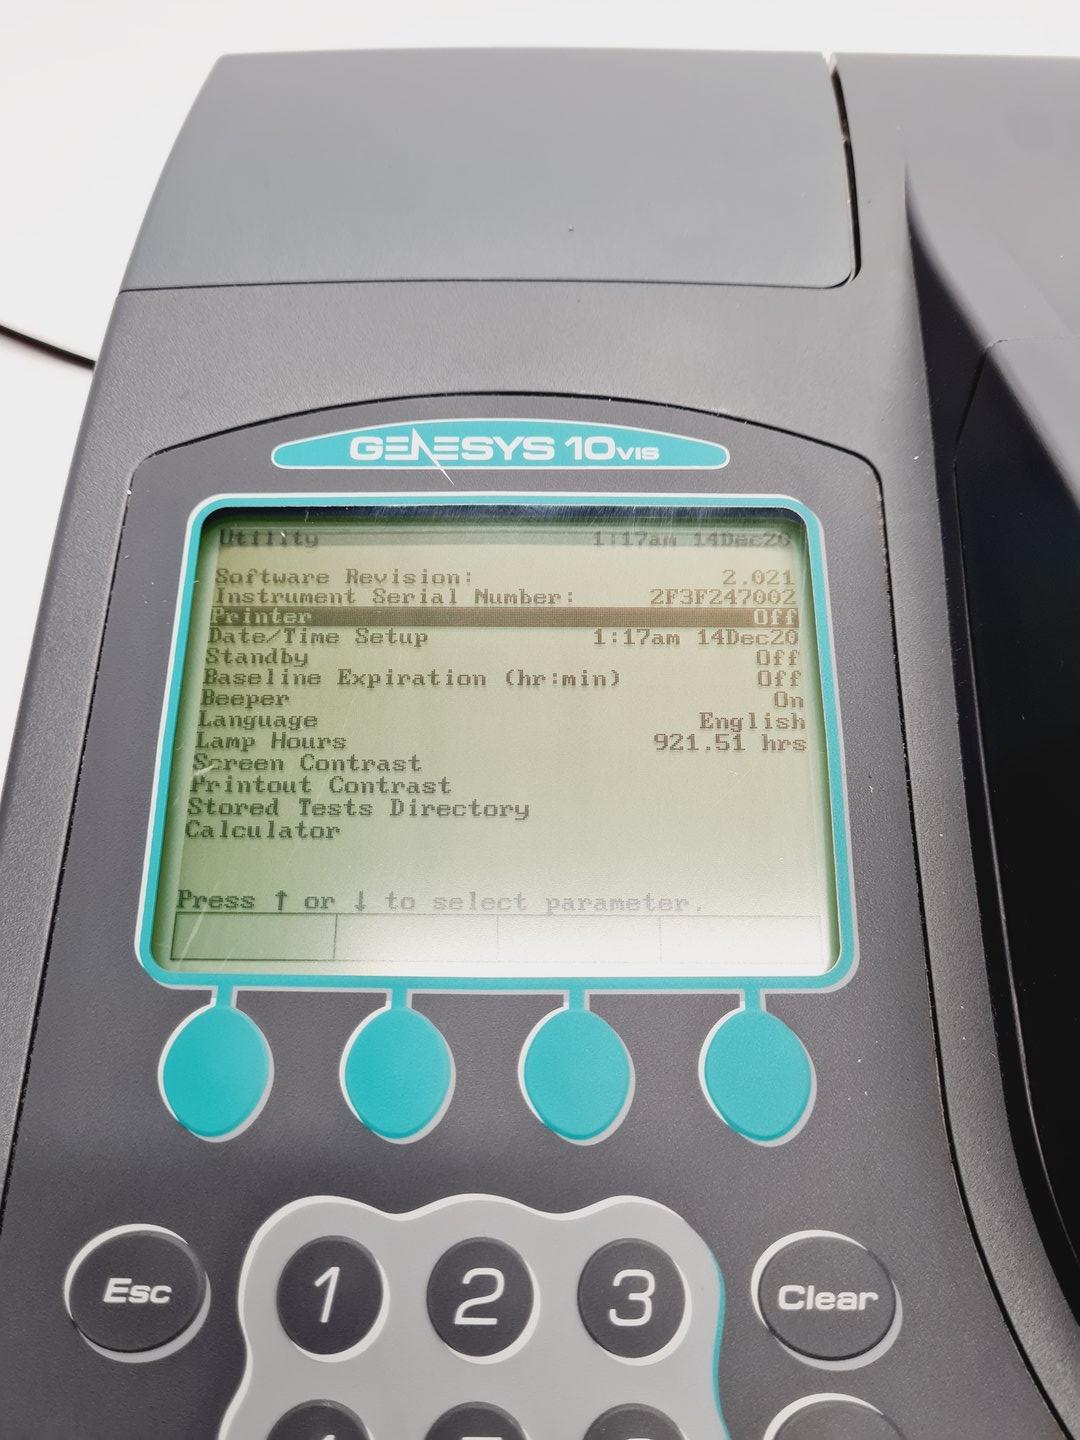 GENESYS 10VIS
Utility 1:17am 14Dec20
Software Revision: 2.021
Instrument Serial Number: 2F3F247002
Printer Off
Date/Time Setup 1:17am 14Dec20
Standby Off
Baseline Expiration (hr:min) Off
Beeper On
Language English
Lamp Hours 921.51 hrs
Screen Contrast
Printout Contrast
Stored Tests Directory
Calculator
Press ↑ or ↓ to select parameter.
Esc 1 2 3 Clear